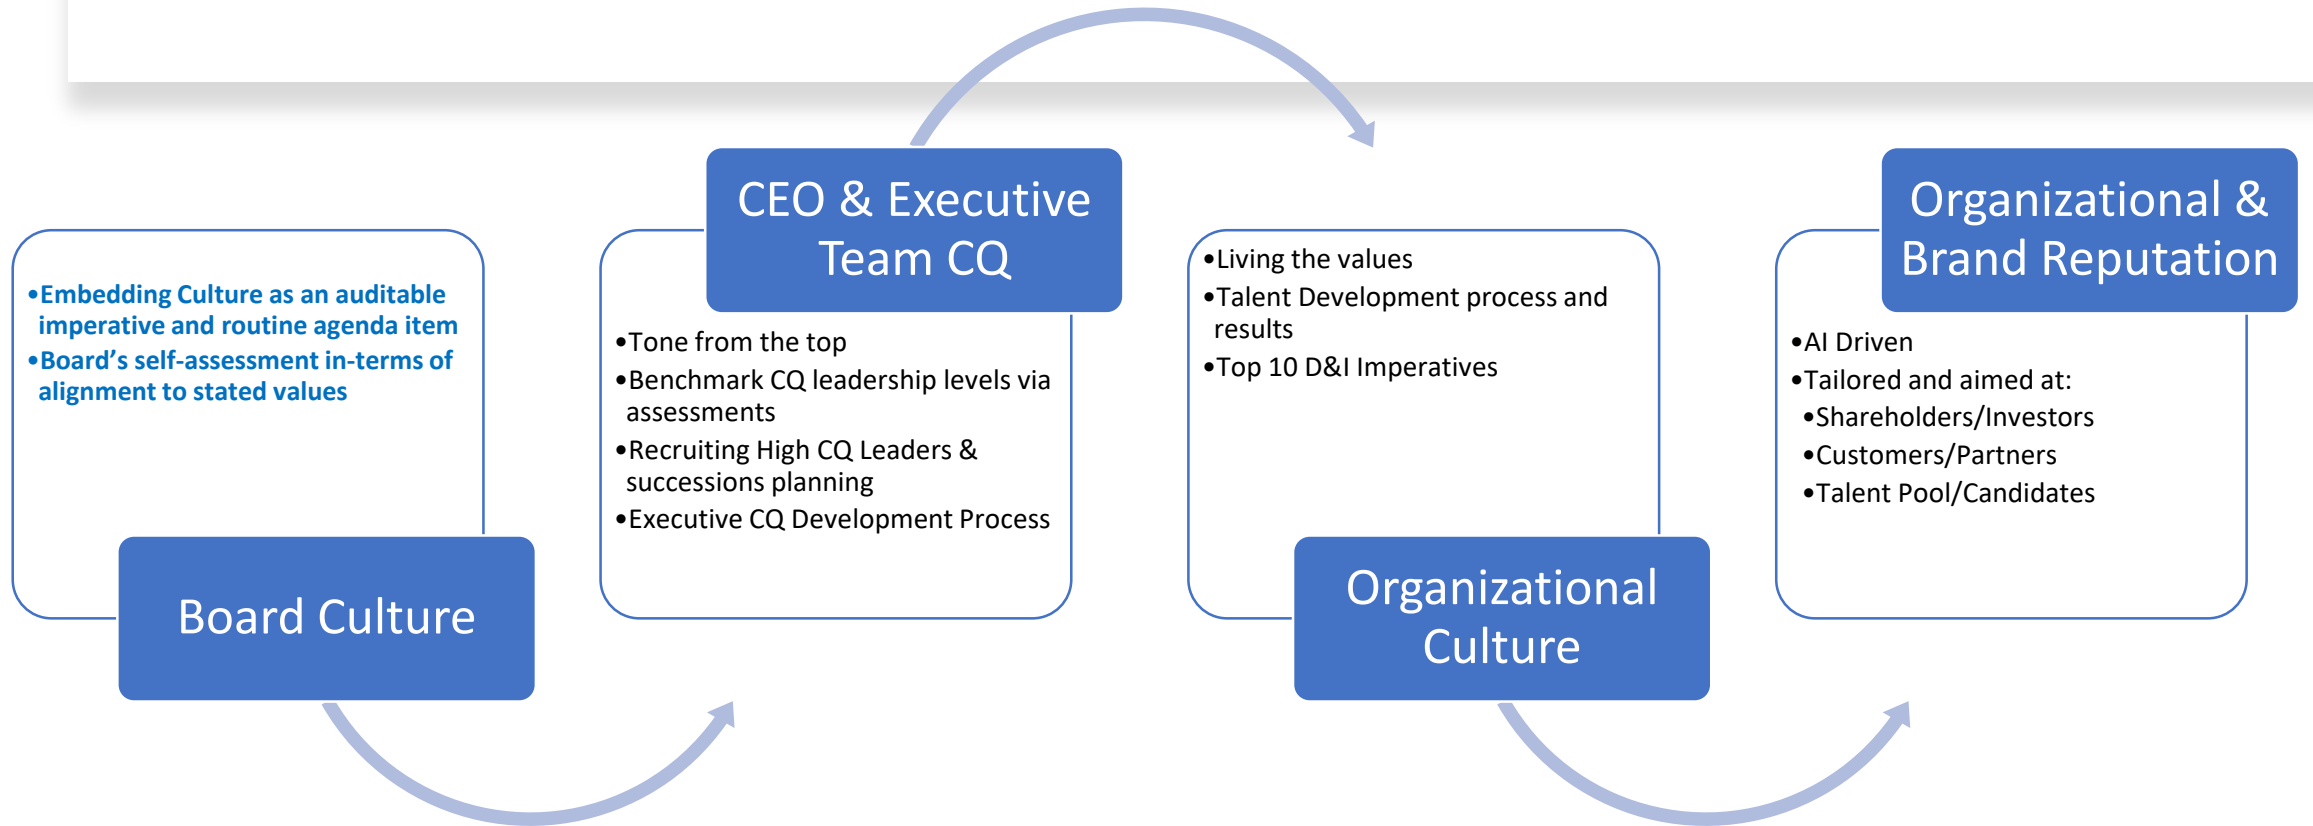 •Embedding Culture as an auditable
imperative and routine agenda item
•Board’s self-assessment in-terms of
alignment to stated values
Board Culture
CEO & Executive
Team CQ
•Tone from the top
•Benchmark CQ leadership levels via
assessments
•Recruiting High CQ Leaders &
successions planning
•Executive CQ Development Process
•Living the values
•Talent Development process and
results
•Top 10 D&I Imperatives
Organizational
Culture
Organizational &
Brand Reputation
•AI Driven
•Tailored and aimed at:
•Shareholders/Investors
•Customers/Partners
•Talent Pool/Candidates